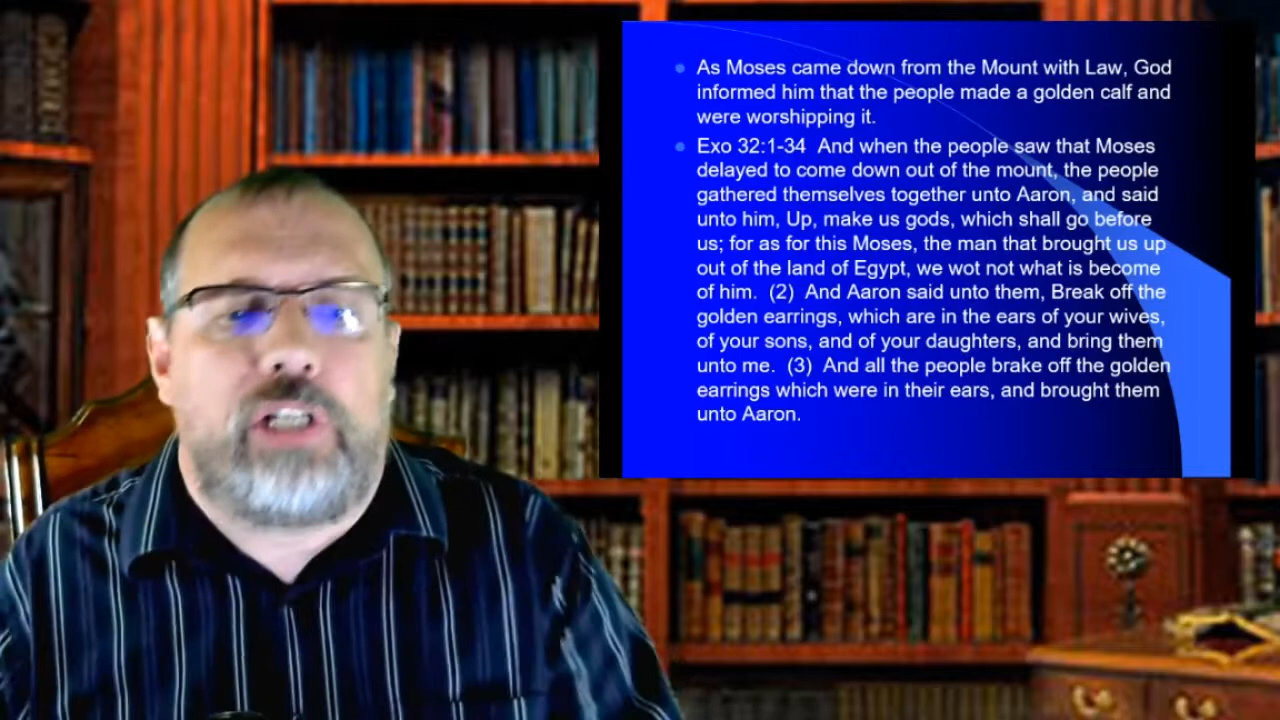 As Moses came down from the Mount with Law, God
informed him that the people made a golden calf and
were worshipping it.
Exo 32:1-34  And when the people saw that Moses
delayed to come down out of the mount, the people
gathered themselves together unto Aaron, and said
unto him, Up, make us gods, which shall go before
us; for as for this Moses, the man that brought us up
out of the land of Egypt, we wot not what is become
of him.  (2)  And Aaron said unto them, Break off the
golden earrings, which are in the ears of your wives,
of your sons, and of your daughters, and bring them
unto me.  (3)  And all the people brake off the golden
earrings which were in their ears, and brought them
unto Aaron.